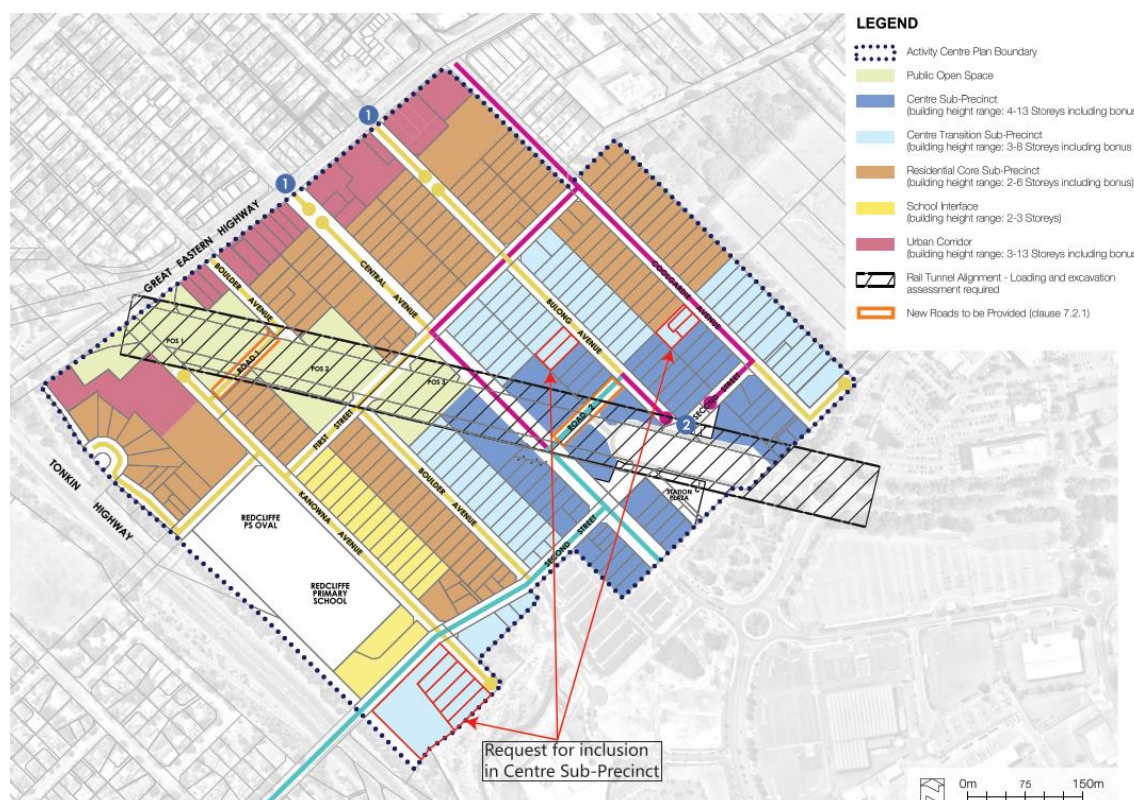 LEGEND
Activity Centre Plan Boundary
Public Open Space
Centre Sub-Precinct
(building height range: 4-13 Storeys including bonus
Centre Transition Sub-Precinct
(building height range: 3-8 Storeys including bonus
Residential Core Sub-Precinct
(building height range: 2-6 Storeys including bonus)
School Interface
(building height range: 2-3 Storeys)
Urban Corridor
(building height range: 3-13 Storeys including bonus
Rail Tunnel Alignment - Loading and excavation
assessment required
New Roads to be Provided (clause 7.2.1)
1
1
GREAT EASTERN HIGHWAY
BOULDER AVENUE
CENTRAL AVENUE
COOLGARDIE AVENUE
BULONG AVENUE
POS 1
ROAD 1
POS 2
POS 3
FIRST STREET
ROAD 2
SECOND STREET
2
TONKIN HIGHWAY
KANOWNA AVENUE
BOULDER AVENUE
STATION
PLAZA
SECOND STREET
REDCLIFFE
PS OVAL
REDCLIFFE
PRIMARY
SCHOOL
Request for inclusion
in Centre Sub-Precinct
0m 75 150m